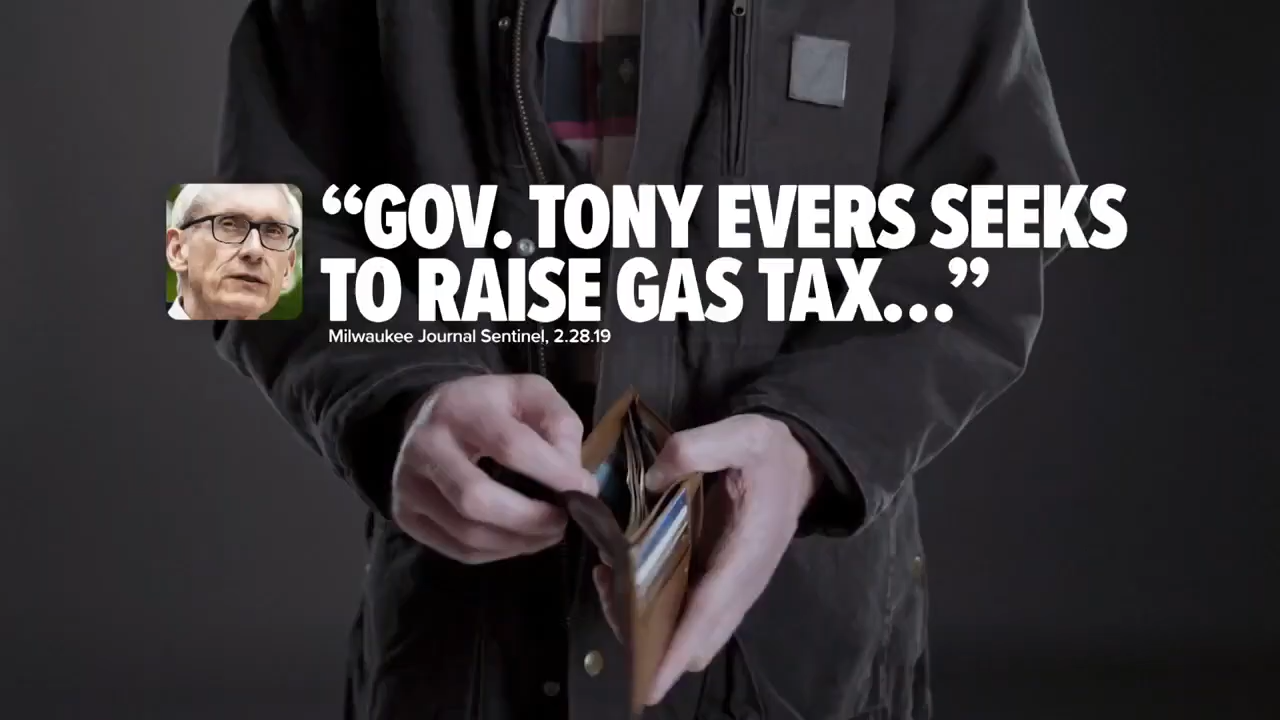 “GOV. TONY EVERS SEEKS
TO RAISE GAS TAX...”
Milwaukee Journal Sentinel, 2.28.19